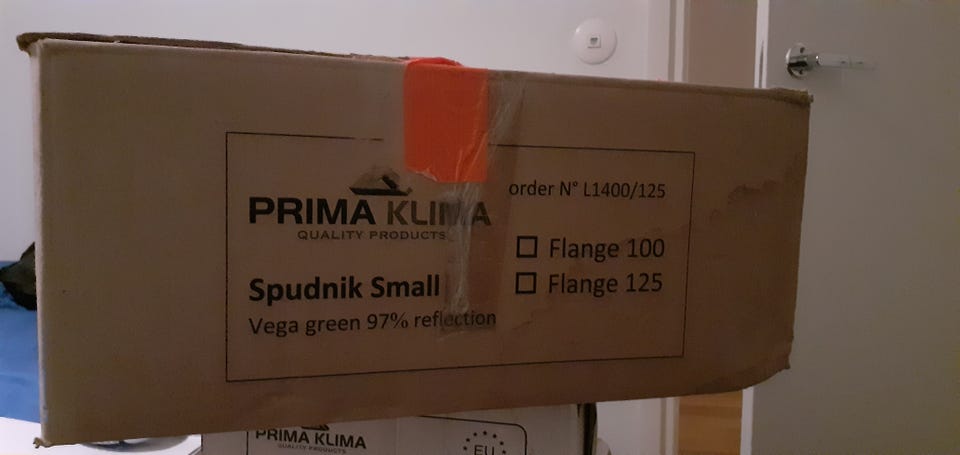 PRIMA KLIMA
QUALITY PRODUCTS
order N° L1400/125
Flange 100
Flange 125
Spudnik Small
Vega green 97% reflection
PRIMA KLIMA
QUALITY PRODUCTS
EU